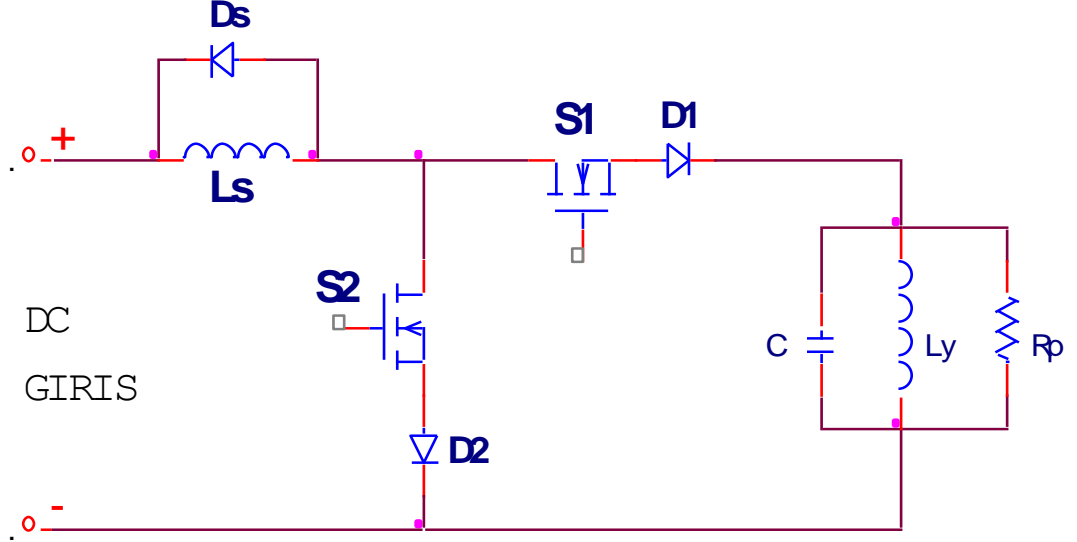 Ds
+
S1
D1
Ls
S2
DC
GIRIS
C
Ly
Rp
D2
-